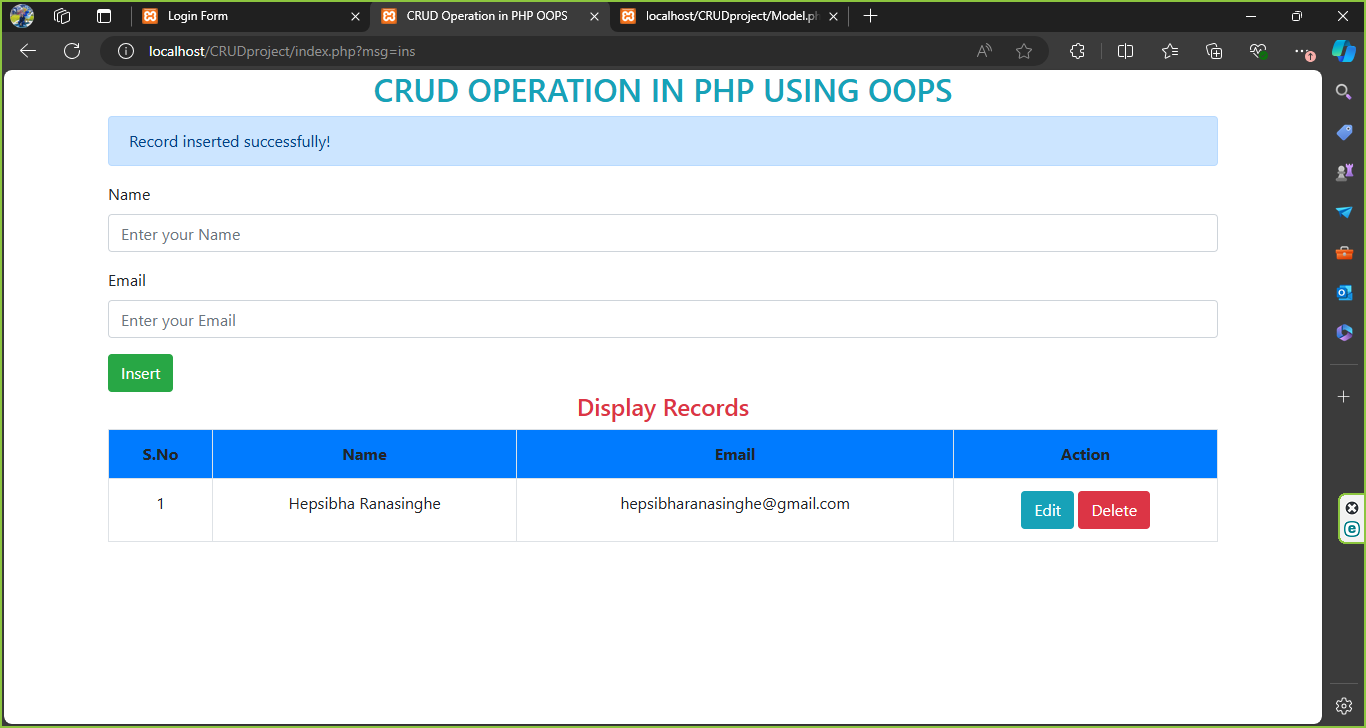 Login Form
CRUD Operation in PHP OOPS
localhost/CRUDproject/Model.ph
localhost/CRUDproject/index.php?msg=ins
CRUD OPERATION IN PHP USING OOPS
Record inserted successfully!
Name
Enter your Name
Email
Enter your Email
Insert
Display Records
S.No Name Email Action
1 Hepsibha Ranasinghe hepsibharanasinghe@gmail.com Edit Delete